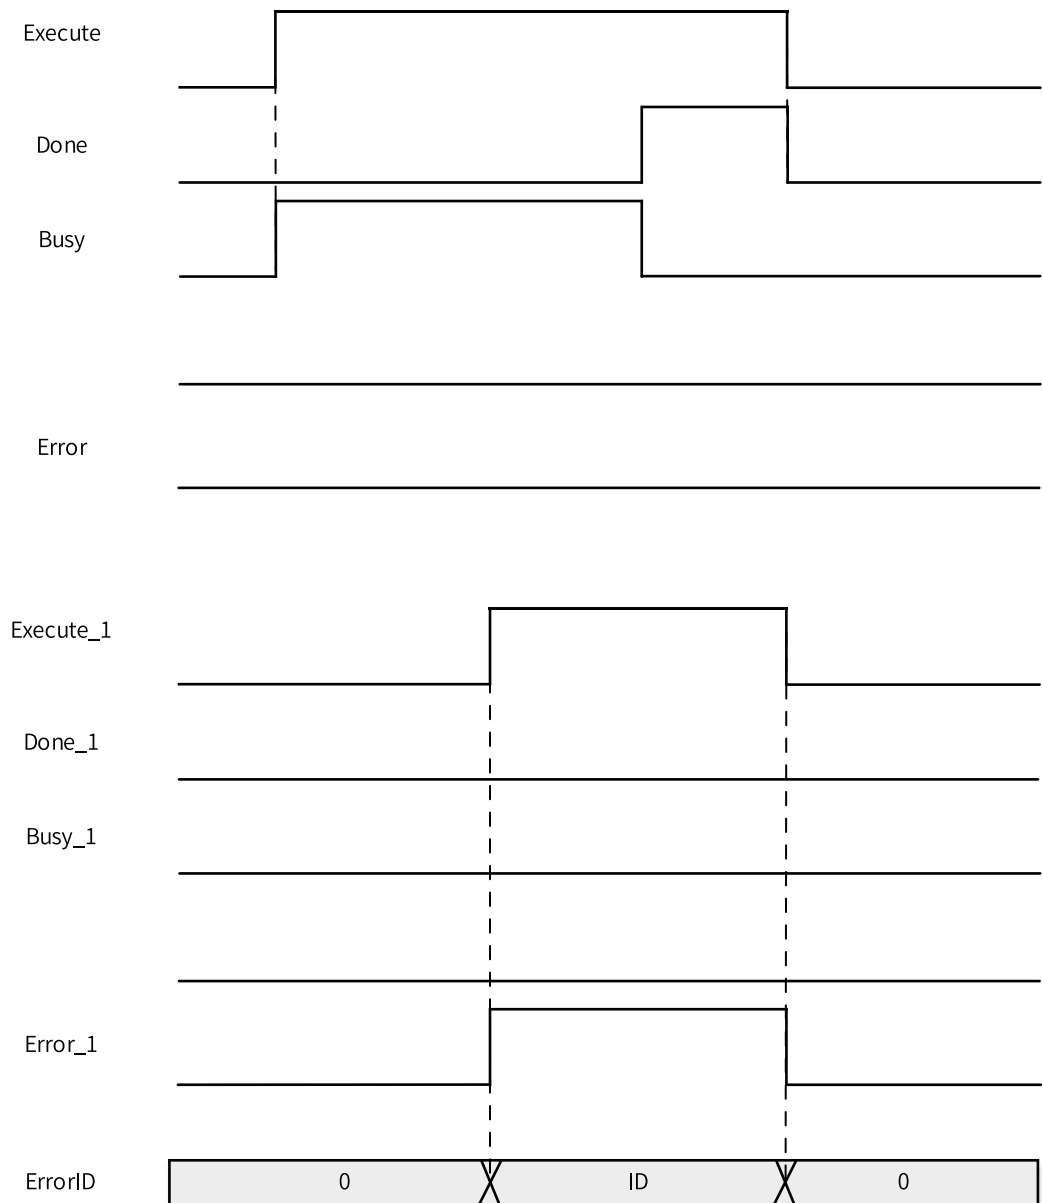 Execute
Done
Busy
Error
Execute_1
Done_1
Busy_1
Error_1
ErrorID 0 ID 0